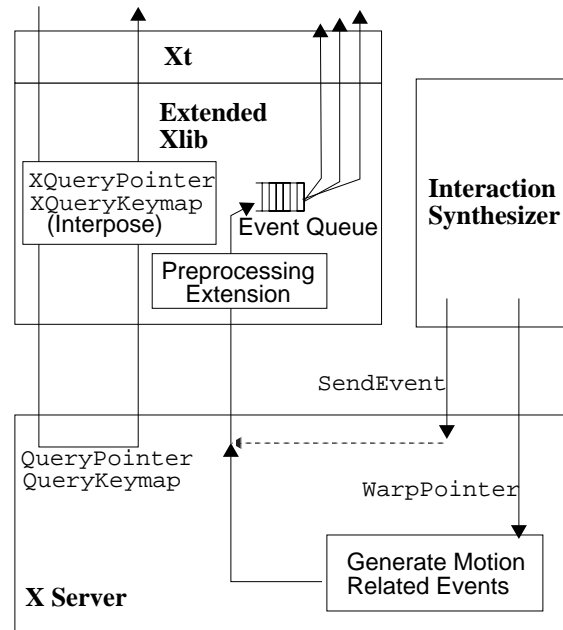 Xt
Extended
Xlib
XQueryPointer
XQueryKeymap
(Interpose)
Event Queue
Preprocessing
Extension
Interaction
Synthesizer
SendEvent
QueryPointer
QueryKeymap
WarpPointer
Generate Motion
Related Events
X Server